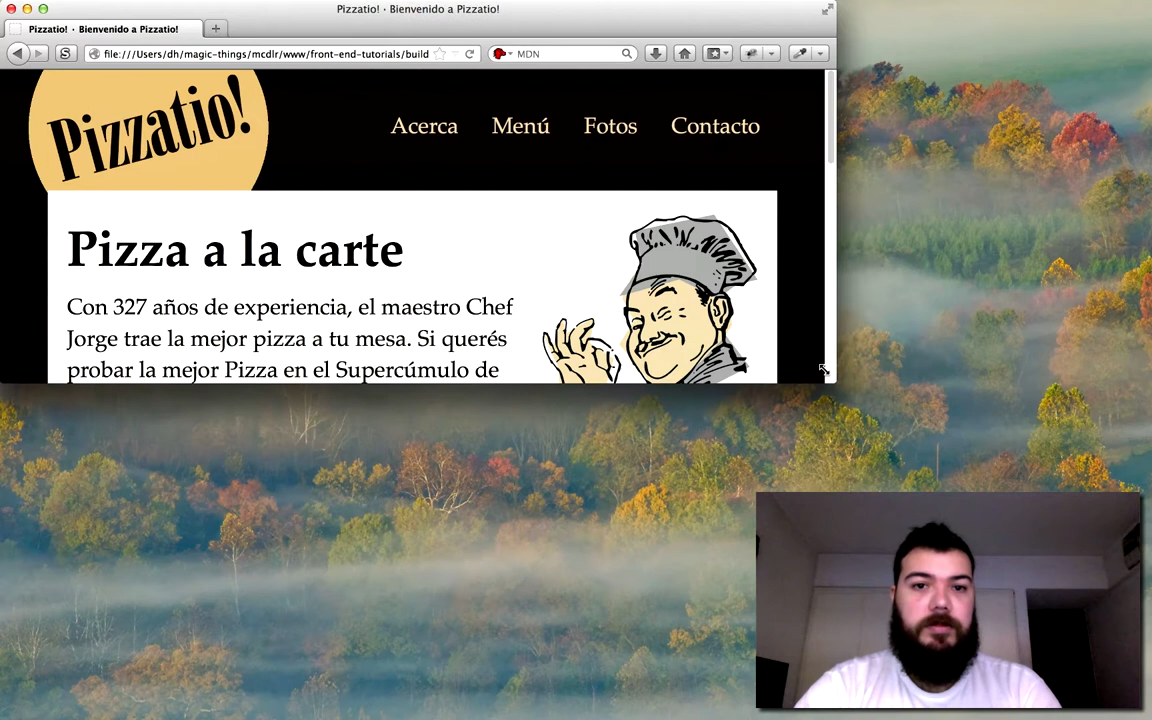 Pizzatio! · Bienvenido a Pizzatio!
Pizzatio! · Bienvenido a Pizzatio!
file:///Users/dh/magic-things/mcdlr/www/front-end-tutorials/build
MDN
Pizzatio!
Acerca Menú Fotos Contacto
Pizza a la carte
Con 327 años de experiencia, el maestro Chef
Jorge trae la mejor pizza a tu mesa. Si querés
probar la mejor Pizza en el Supercúmulo de